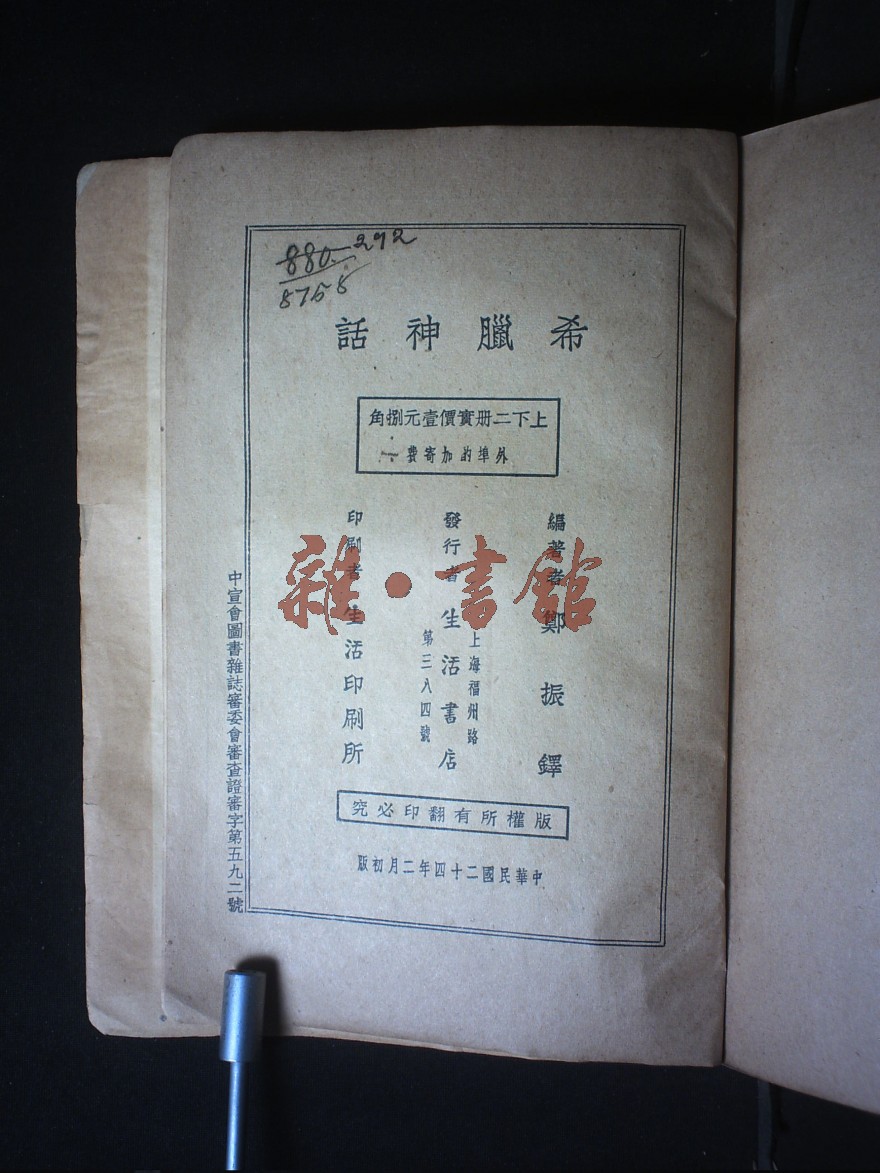 880 292
8758
希臘神話
上下二册實價壹元捌角
外埠酌加寄費
編著者 鄭振鐸
發行者 生活書店
上海福州路
第三八四號
印刷者 生活印刷所
版權所有翻印必究
中華民國二十四年二月初版
中宣會圖書雜誌審委會審查證審字第五九二號
雜·書館